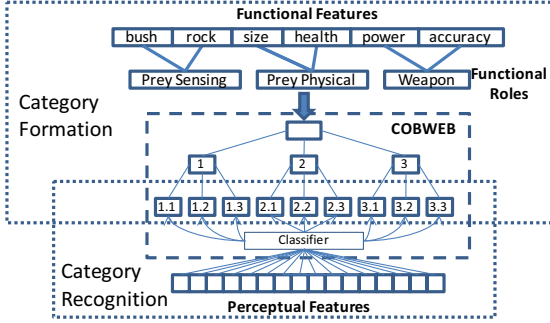 Functional Features
bush rock size health power accuracy
Prey Sensing Prey Physical Weapon Functional
Roles
Category
Formation
COBWEB
1 2 3
1.1 1.2 1.3 2.1 2.2 2.3 3.1 3.2 3.3
Classifier
Category
Recognition
Perceptual Features